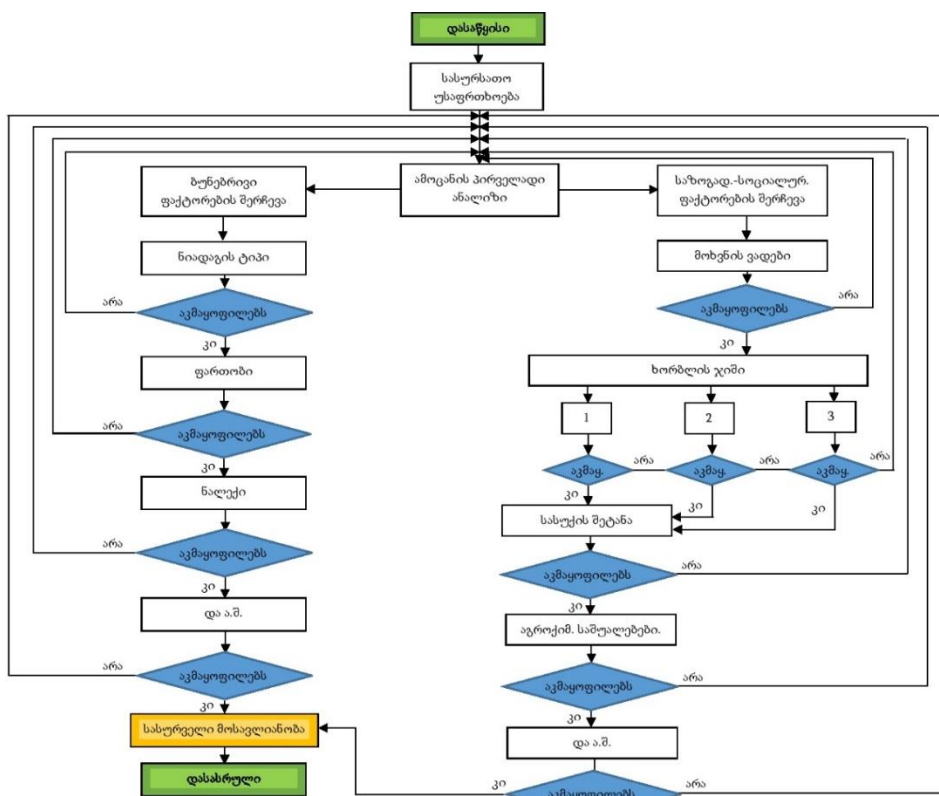 დასაწყისი
სასურსათო
უსაფრთხოება
ამოცანის პირველადი
ანალიზი
ბუნებრივი
ფაქტორების შერჩევა
ნიადაგის ტიპი
არა
აკმაყოფილებს
კი
ფართობი
არა
აკმაყოფილებს
კი
ნალექი
არა
აკმაყოფილებს
კი
და ა.შ.
არა
აკმაყოფილებს
კი
სასურველი მოსავლიანობა
დასასრული
საზოგად.-სოციალურ.
ფაქტორების შერჩევა
მოხვნის ვადები
აკმაყოფილებს
არა
კი
ხორბლის ჯიში
1
2
3
აკმაყ.
არა
აკმაყ.
არა
აკმაყ.
არა
კი
კი
კი
სასუქის შეტანა
აკმაყოფილებს
არა
კი
აგროქიმ. საშუალებები.
აკმაყოფილებს
არა
კი
და ა.შ.
კი
აკმაყოფილებს
არა